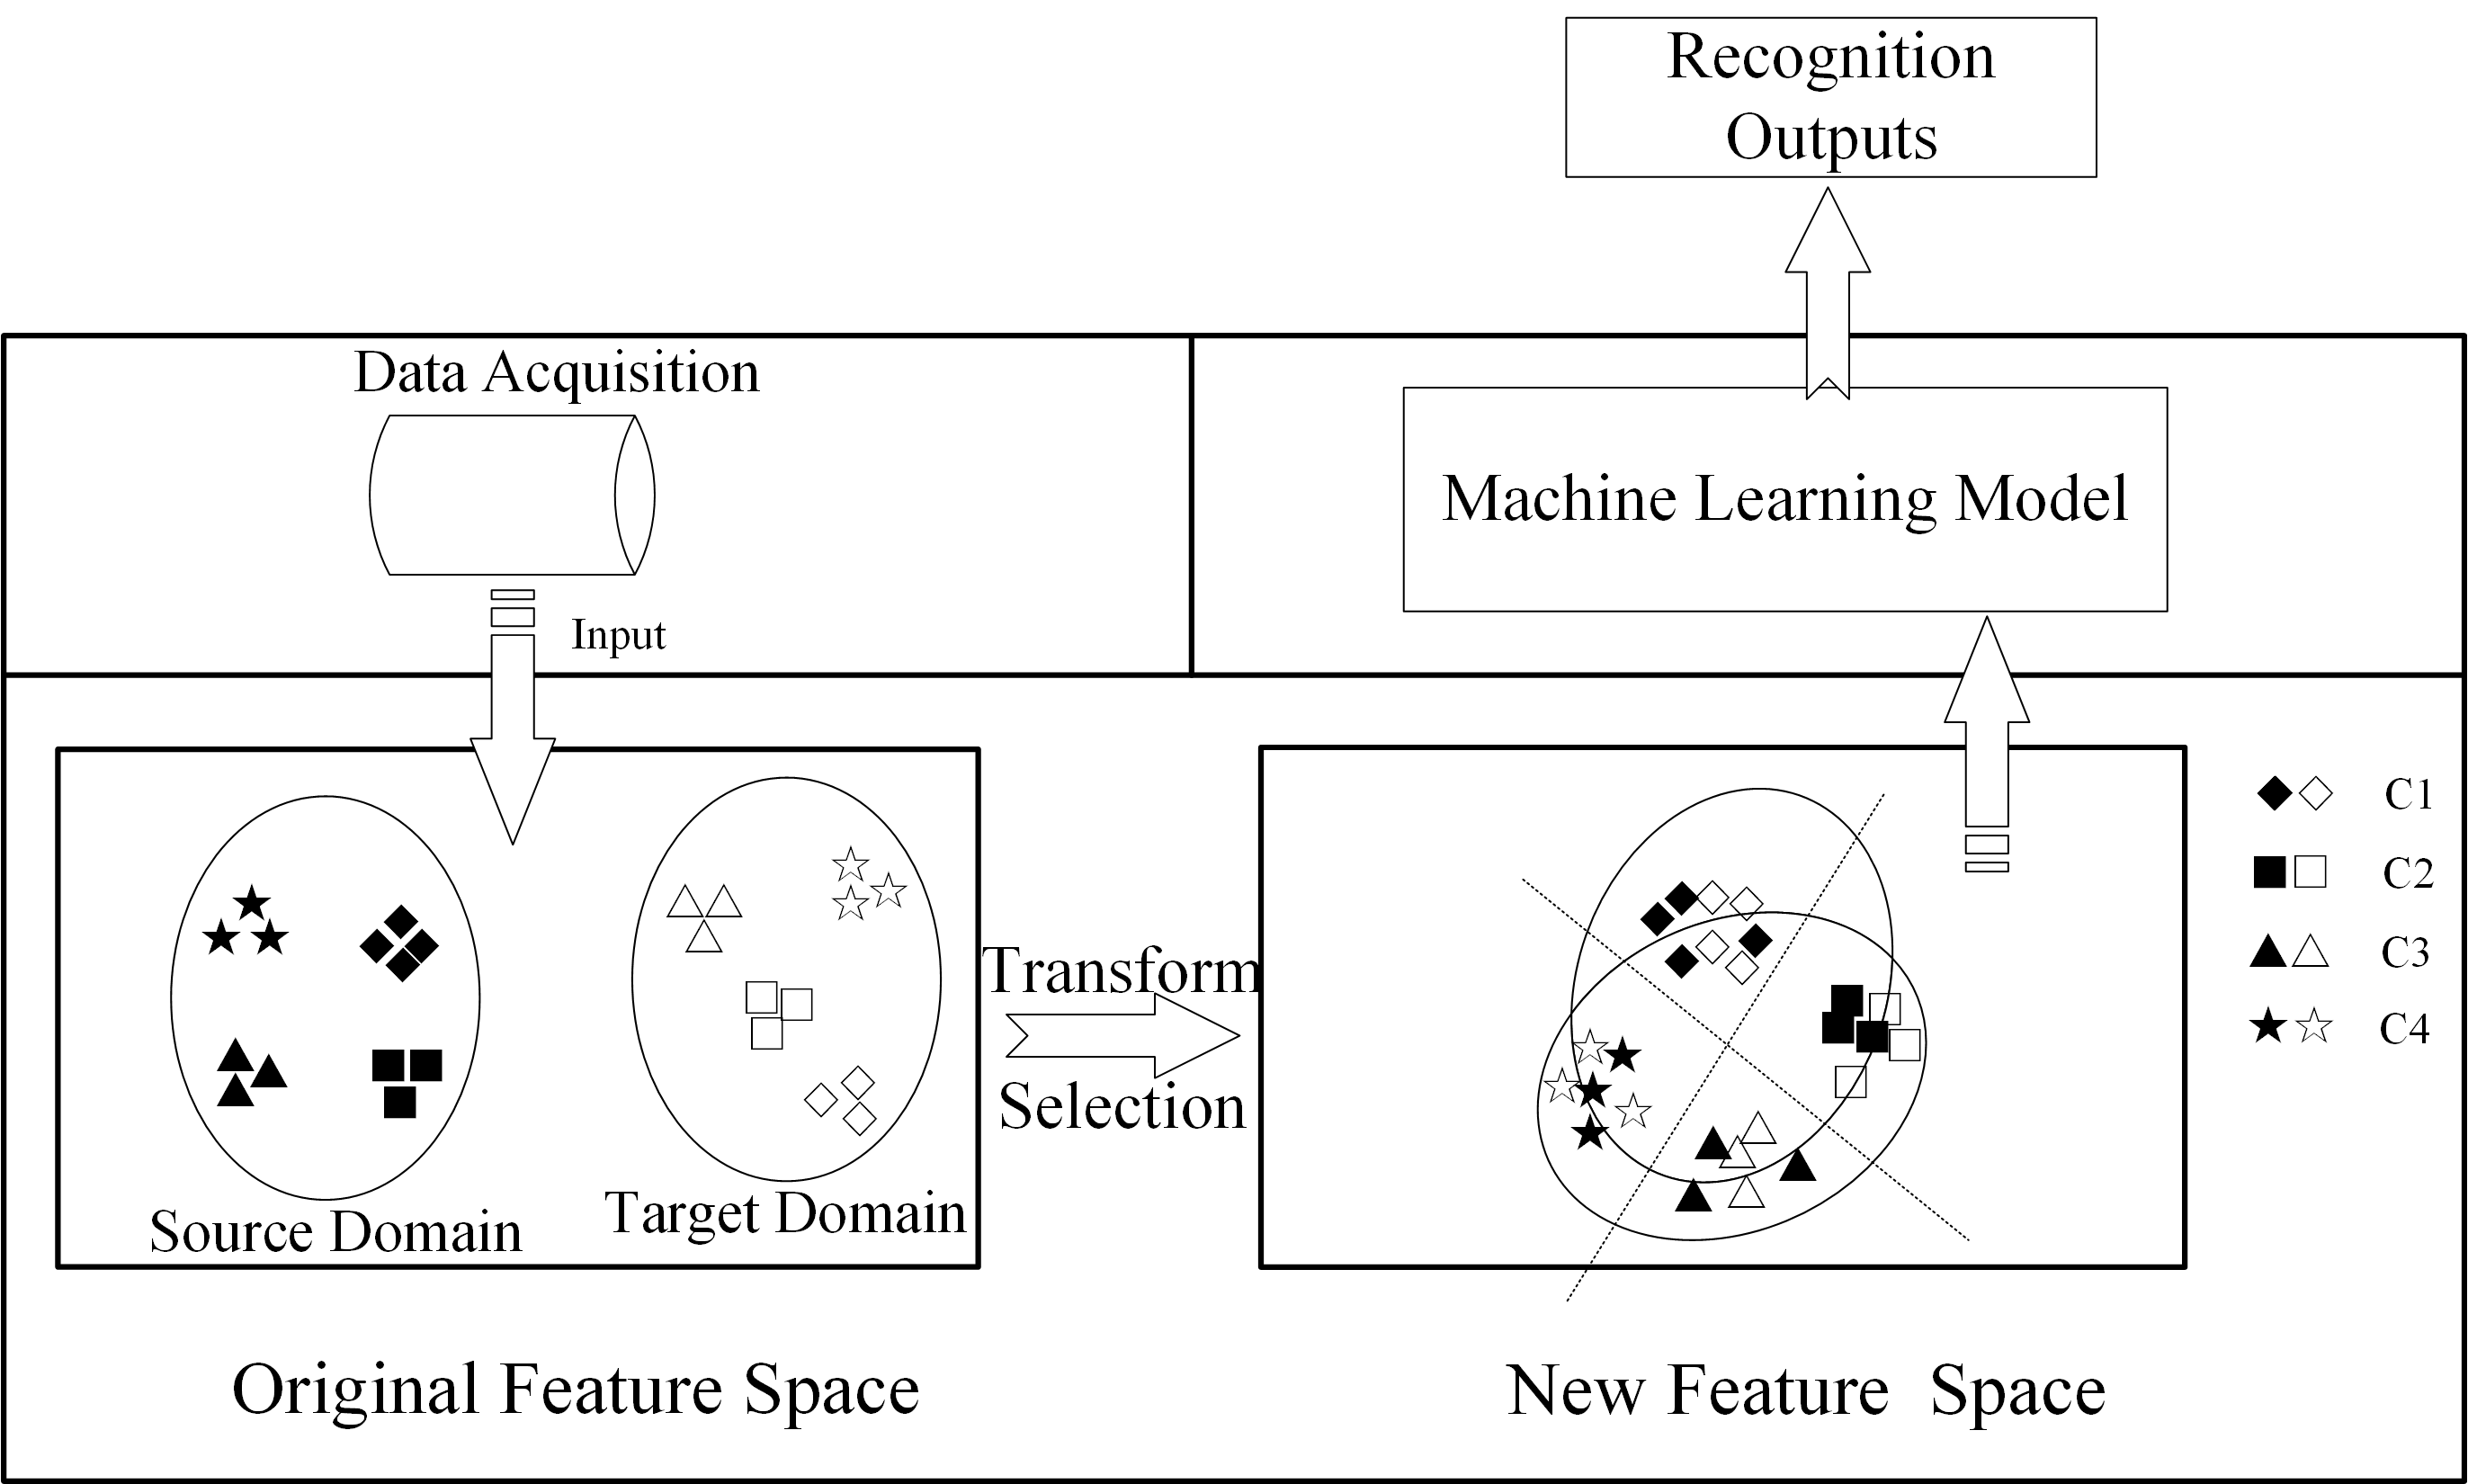 Recognition
Outputs
Data Acquisition
Machine Learning Model
Input
C1
C2
C3
C4
Transform
Selection
Source Domain
Target Domain
Original Feature Space
New Feature Space